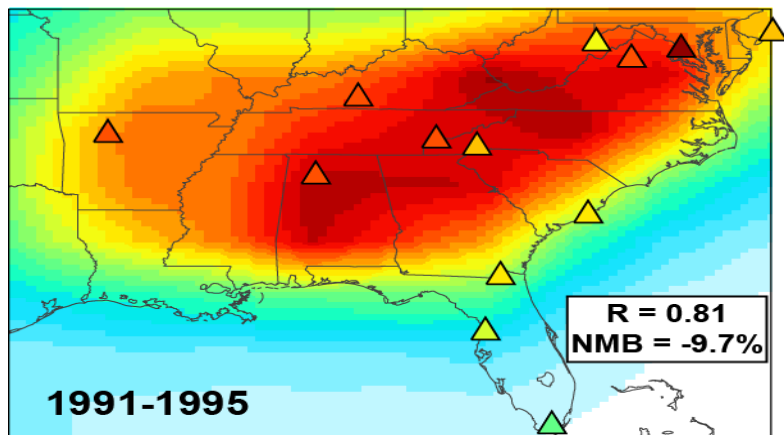 R = 0.81
NMB = -9.7%
1991-1995